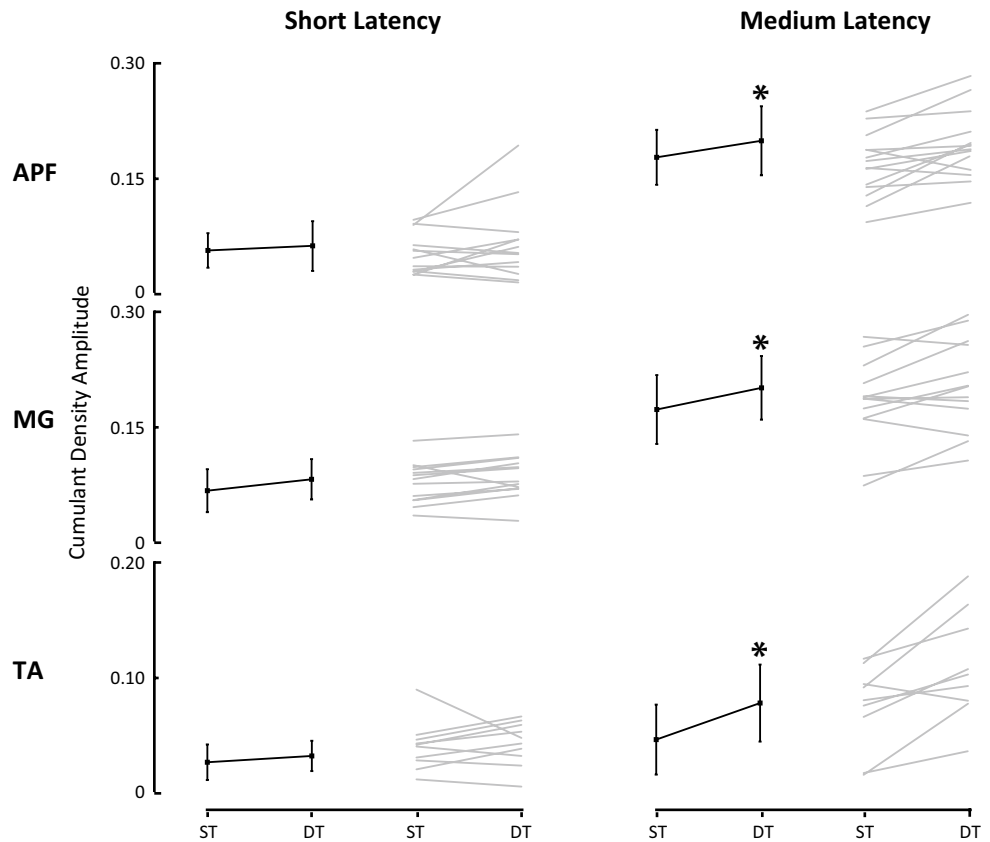 Short Latency
Medium Latency
0.30
*
APF
0.15
0
Cumulant Density Amplitude
0.30
*
MG
0.15
0
0.20
*
TA
0.10
0
ST DT ST DT ST DT ST DT